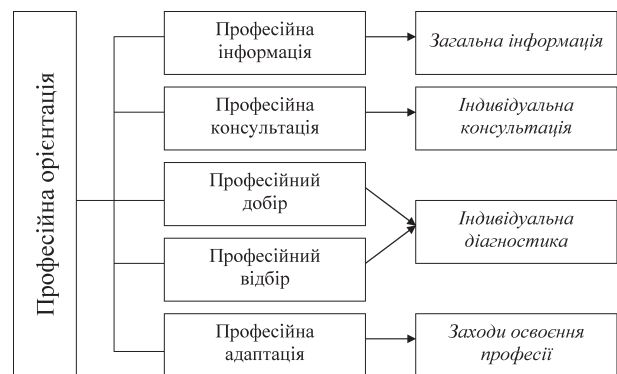 Професійна орієнтація
Професійна
інформація
Загальна інформація
Професійна
консультація
Індивідуальна
консультація
Професійний
добір
Професійний
відбір
Індивідуальна
діагностика
Професійна
адаптація
Заходи освоєння
професії